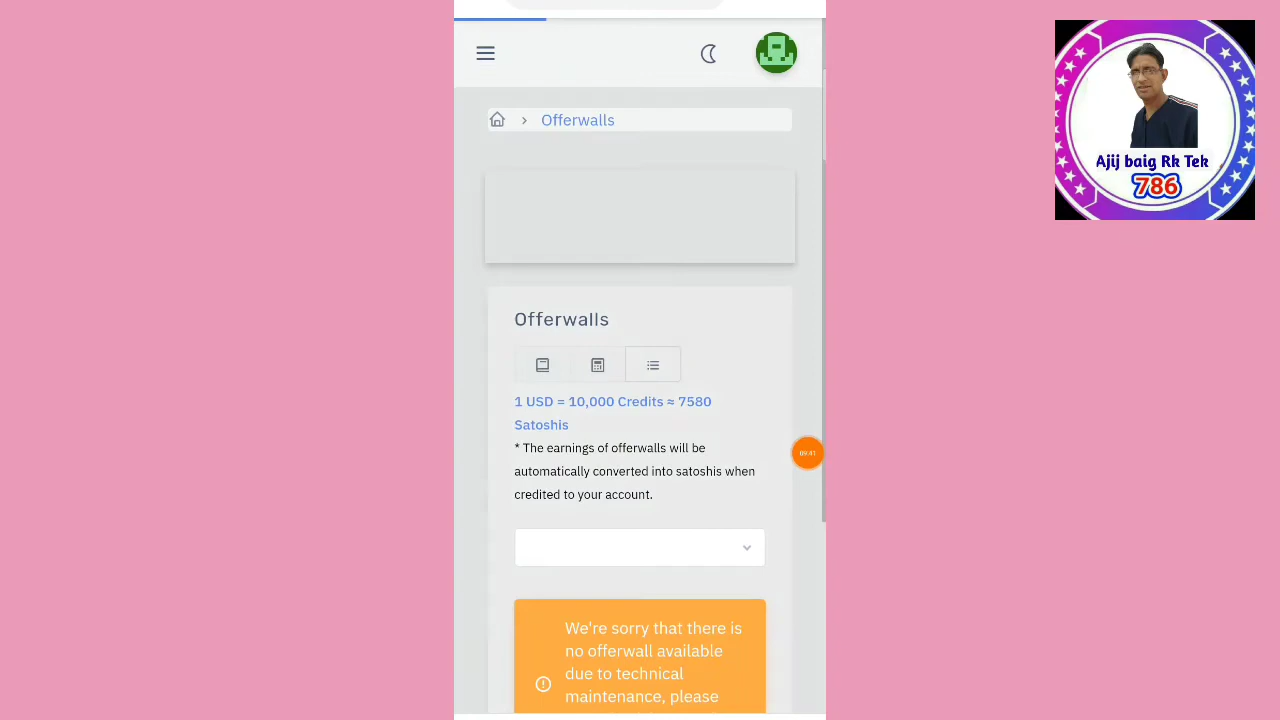 Offerwalls
Offerwalls
1 USD = 10,000 Credits ≈ 7580
Satoshis
* The earnings of offerwalls will be
automatically converted into satoshis when
credited to your account.
We're sorry that there is
no offerwall available
due to technical
maintenance, please
09:41
Ajij baig Rk Tek
786